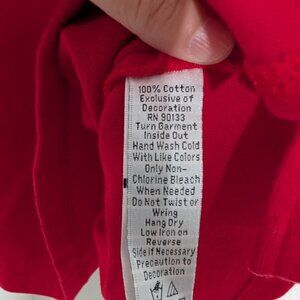 100% Cotton
Exclusive of
Decoration
RN 90133
Turn Garment
Inside Out
Hand Wash Cold
With Like Colors
Only Non-
Chlorine Bleach
When Needed
Do Not Twist or
Wring
Hang Dry
Low Iron on
Reverse
Side if Necessary
Precaution to
Decoration